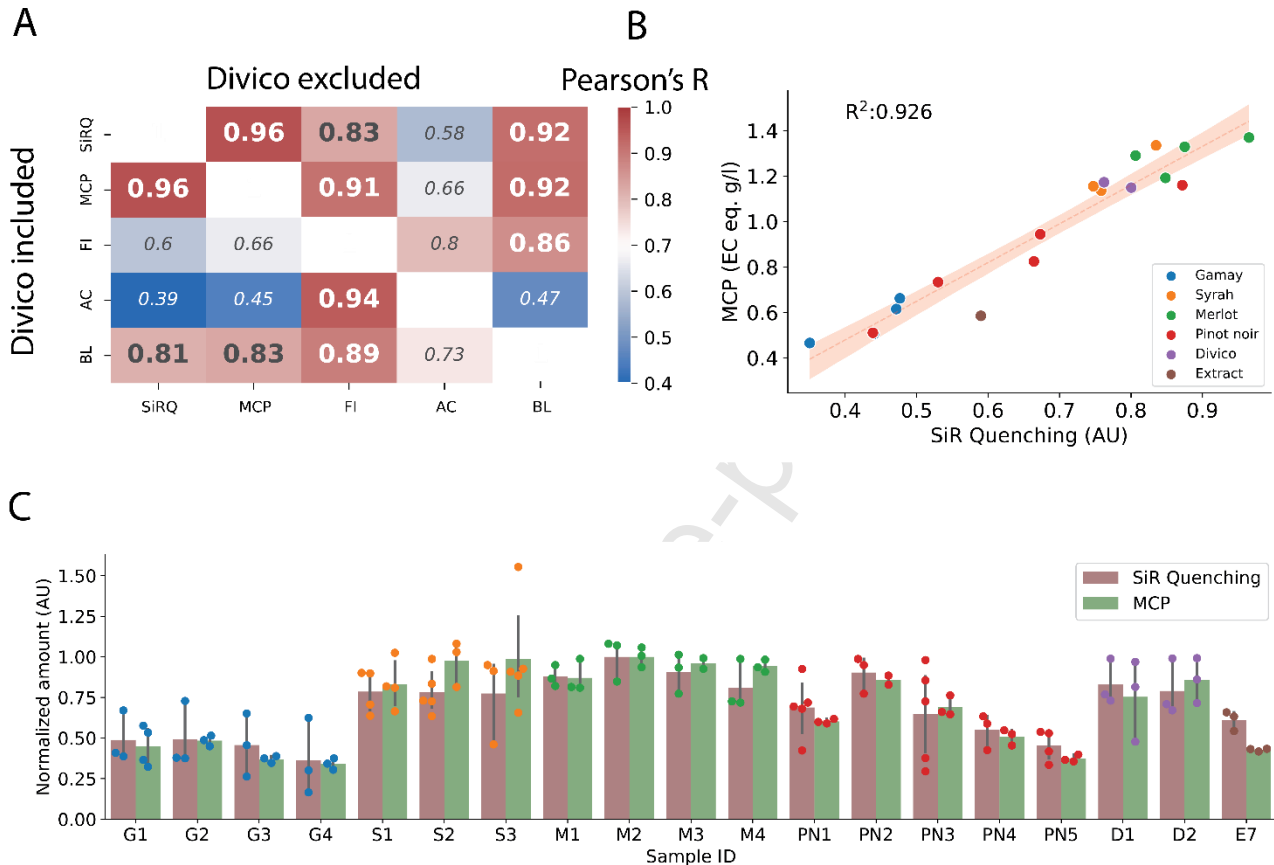 A
Divico excluded
Pearson's R
Divico included
SiRQ
0.96
0.83
0.58
0.92
MCP
0.96
0.91
0.66
0.92
FI
0.6
0.66
0.8
0.86
AC
0.39
0.45
0.94
0.47
BL
0.81
0.83
0.89
0.73
SiRQ MCP FI AC BL
1.0
0.9
0.8
0.7
0.6
0.5
0.4
B
R²:0.926
MCP (EC eq. g/l)
1.4
1.2
1.0
0.8
0.6
0.4
Gamay
Syrah
Merlot
Pinot noir
Divico
Extract
0.4 0.5 0.6 0.7 0.8 0.9
SiR Quenching (AU)
C
Normalized amount (AU)
1.50
1.25
1.00
0.75
0.50
0.25
0.00
SiR Quenching
MCP
G1 G2 G3 G4 S1 S2 S3 M1 M2 M3 M4 PN1 PN2 PN3 PN4 PN5 D1 D2 E7
Sample ID
e-p